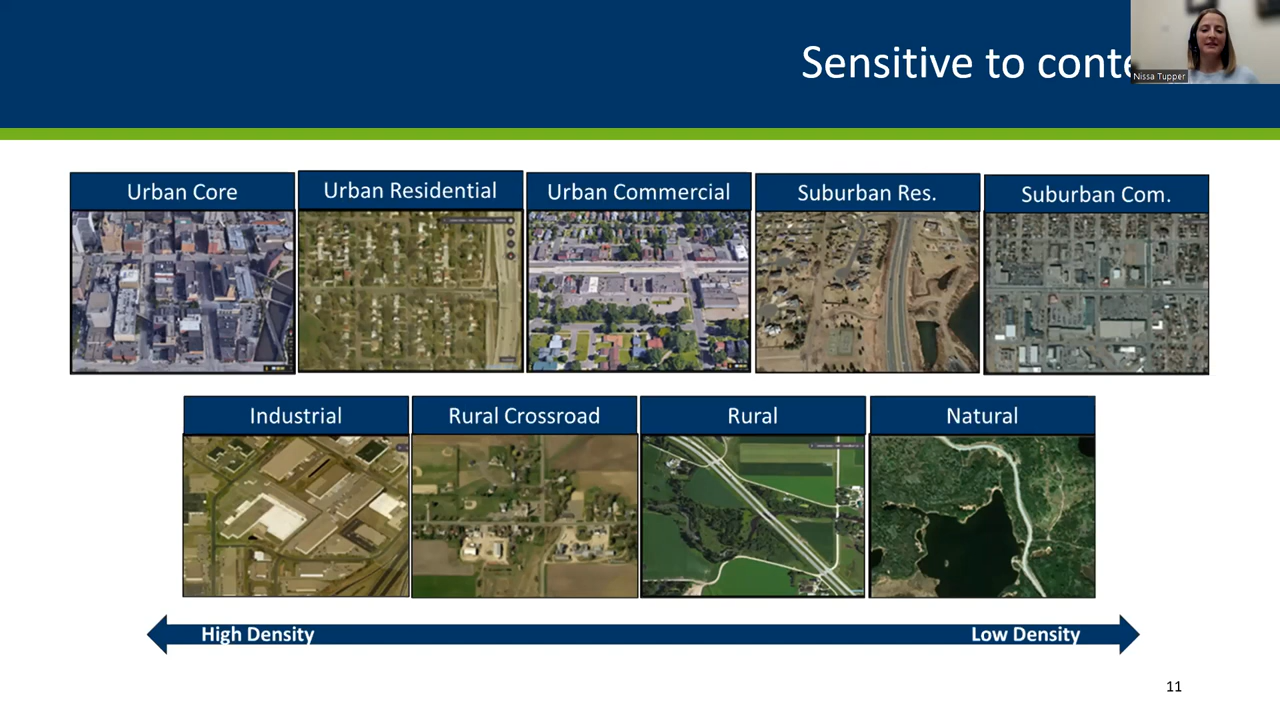 Sensitive to conte
Nissa Tupper
Urban Core
Urban Residential
Urban Commercial
Suburban Res.
Suburban Com.
Industrial
Rural Crossroad
Rural
Natural
High Density
Low Density
11